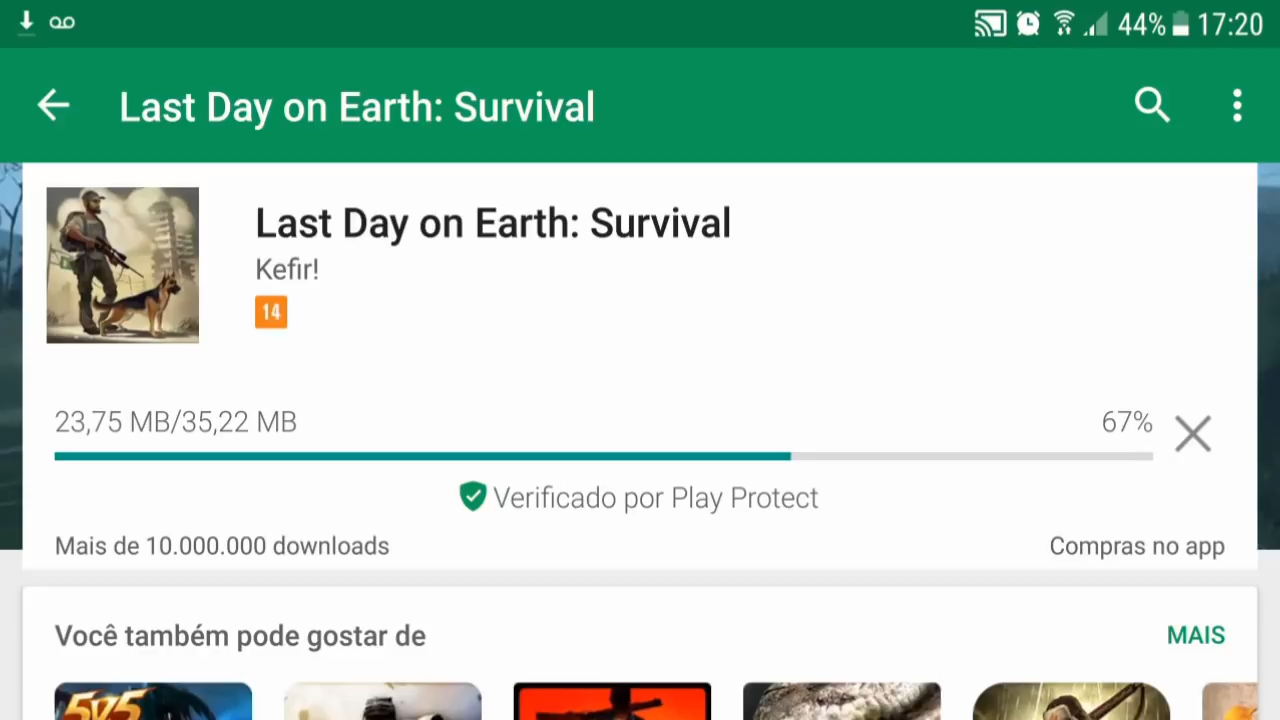 44% 17:20
Last Day on Earth: Survival
Last Day on Earth: Survival
Kefir!
14
23,75 MB/35,22 MB 67%
Verificado por Play Protect
Mais de 10.000.000 downloads Compras no app
Você também pode gostar de MAIS
5v5